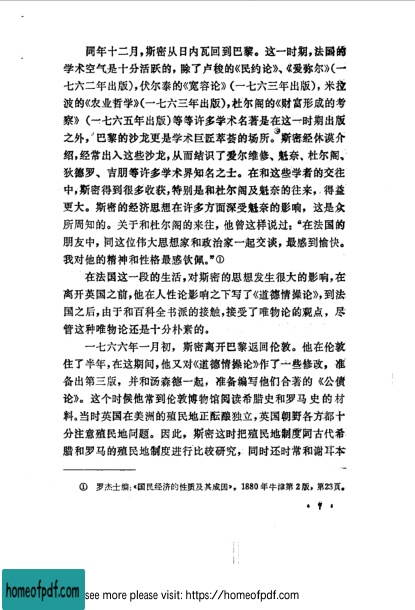 同年十二月，斯密从日内瓦回到巴黎。这一时期，法国的
学术空气是十分活跃的，除了卢梭的《民约论》、《爱弥尔》（一
七六二年出版），伏尔泰的《宽容论》（一七六三年出版），米拉
波的《农业哲学》（一七六三年出版），杜尔阁的《财富形成的考
察》（一七六五年出版）等等许多学术名著是在这一时期出版
之外，巴黎的沙龙更是学术巨匠萃荟的场所。斯密经休谟介
绍，经常出入这些沙龙，从而结识了爱尔维修、魁奈、杜尔阁、
狄德罗、吉朋等许多学术界知名之士。在和这些学者的交往
中，斯密得到很多收获，特别是和杜尔阁及魁奈的往来，得益
更大。斯密的经济思想在许多方面深受魁奈的影响，这是众
所周知的。关于和杜尔阁的来往，他曾这样说过：“在法国的
朋友中，同这位伟大思想家和政治家一起交谈，最感到愉快。
我对他的精神和性格最感钦佩。”①
在法国这一段的生活，对斯密的思想发生很大的影响，在
离开英国之前，他在人性论影响之下写了《道德情操论》，到法
国之后，由于和百科全书派的接触，接受了唯物论的观点，尽
管这种唯物论还是十分朴素的。
一七六六年一月初，斯密离开巴黎返回伦敦。他在伦敦
住了半年，在这期间，他又对《道德情操论》作了一些修改，准
备出第三版，并和汤森德一起，准备编写他们合著的《公债
论》。这个时候他常到伦敦博物馆阅读希腊史和罗马史的材
料。当时英国在美洲的殖民地正酝酿独立，英国朝野各方都十
分注意殖民地问题。因此，斯密这时把殖民地制度同古代希
腊和罗马的殖民地制度进行比较研究，同时还时常和谢耳本
① 罗杰士编：《国民经济的性质及其成因》，1880年牛津第2版，第23页。
homeofpdf.com
see more please visit: https://homeofpdf.com